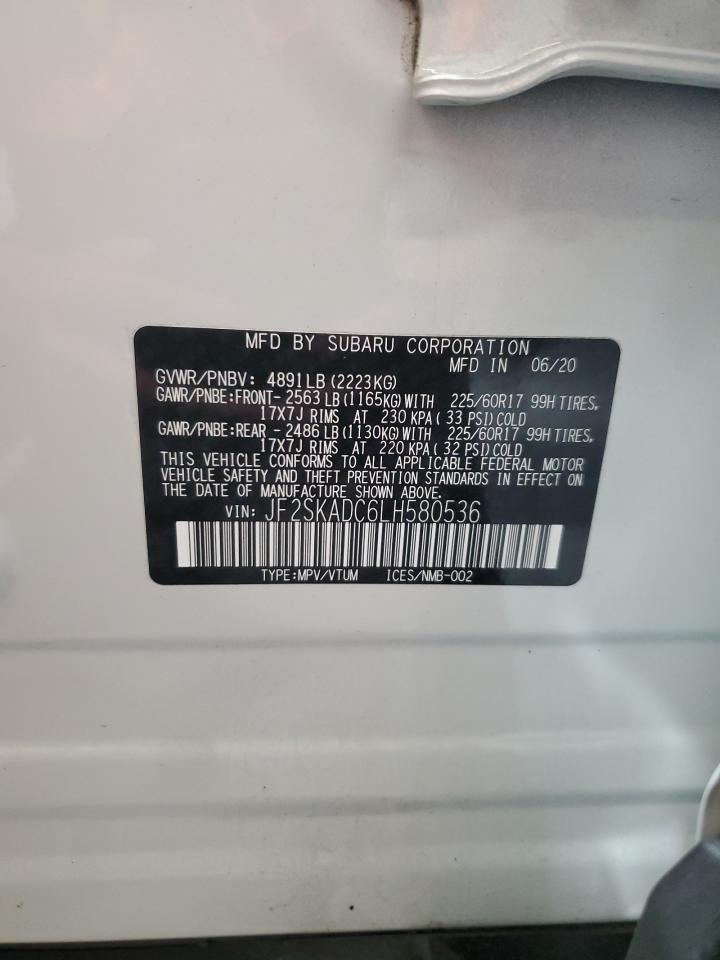 MFD BY SUBARU CORPORATION
MFD IN 06/20
GVWR/PNBV: 4891LB (2223KG)
GAWR/PNBE:FRONT- 2563 LB (1165KG) WITH 225/60R17 99H TIRES,
17X7J RIMS AT 230 KPA ( 33 PSI) COLD
GAWR/PNBE:REAR - 2486 LB (1130KG) WITH 225/60R17 99H TIRES,
17X7J RIMS AT 220 KPA ( 32 PSI) COLD
THIS VEHICLE CONFORMS TO ALL APPLICABLE FEDERAL MOTOR
VEHICLE SAFETY AND THEFT PREVENTION STANDARDS IN EFFECT ON
THE DATE OF MANUFACTURE SHOWN ABOVE.
VIN: JF2SKADC6LH580536
TYPE:MPV/VTUM ICES/NMB-002